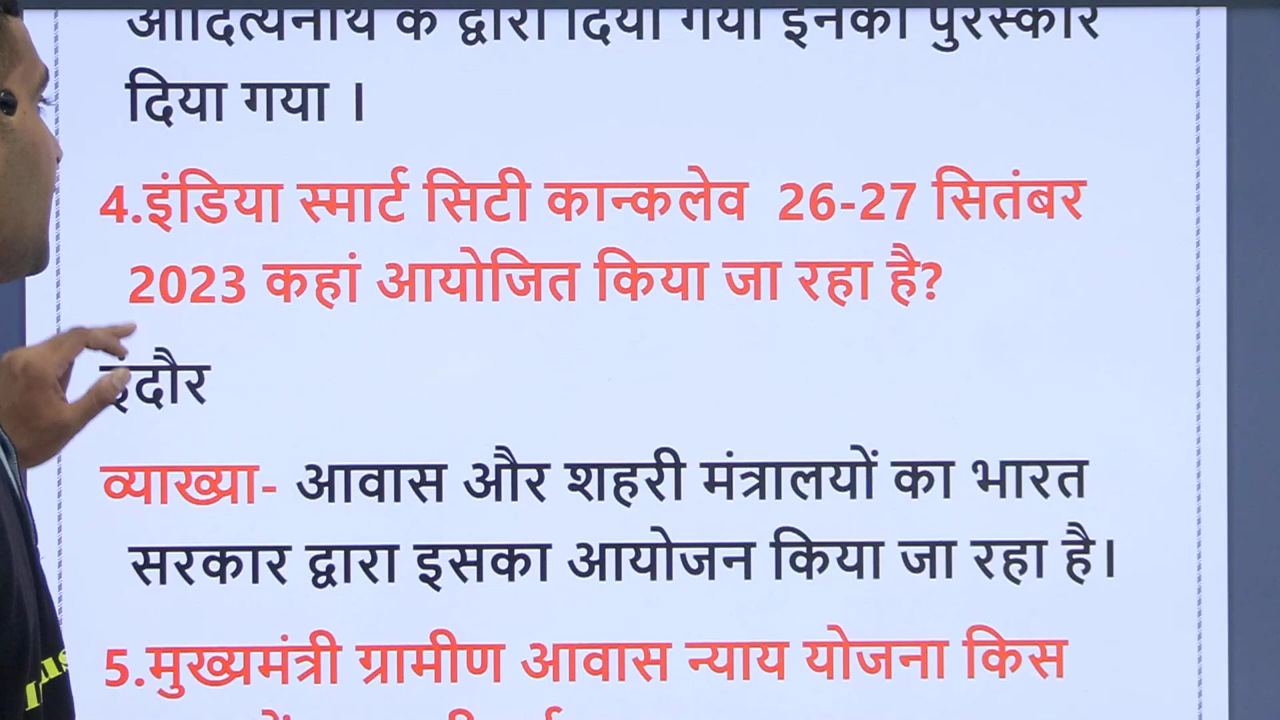 आदित्यनाथ के द्वारा दिया गया इनको पुरस्कार
दिया गया ।
4.इंडिया स्मार्ट सिटी कान्कलेव 26-27 सितंबर
2023 कहां आयोजित किया जा रहा है?
इंदौर
व्याख्या- आवास और शहरी मंत्रालयों का भारत
सरकार द्वारा इसका आयोजन किया जा रहा है।
5.मुख्यमंत्री ग्रामीण आवास न्याय योजना किस